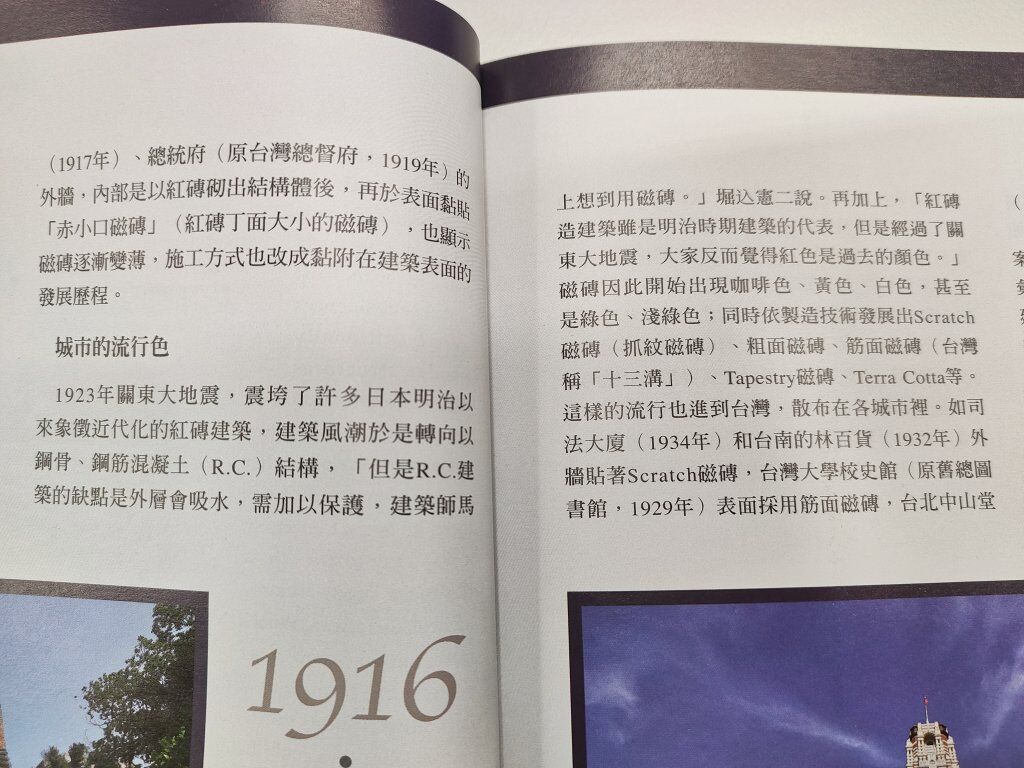 （1917年）、總統府（原台灣總督府，1919年）的
外牆，內部是以紅磚砌出結構體後，再於表面黏貼
「赤小口磁磚」（紅磚丁面大小的磁磚），也顯示
磁磚逐漸變薄，施工方式也改成黏附在建築表面的
發展歷程。
城市的流行色
1923年關東大地震，震垮了許多日本明治以
來象徵近代化的紅磚建築，建築風潮於是轉向以
鋼骨、鋼筋混凝土（R.C.）結構，「但是R.C.建
築的缺點是外層會吸水，需加以保護，建築師馬
1916
上想到用磁磚。」堀込憲二說。再加上，「紅磚
造建築雖是明治時期建築的代表，但是經過了關
東大地震，大家反而覺得紅色是過去的顏色。」
磁磚因此開始出現咖啡色、黃色、白色，甚至
是綠色、淺綠色；同時依製造技術發展出Scratch
磁磚（抓紋磁磚）、粗面磁磚、筋面磁磚（台灣
稱「十三溝」）、Tapestry磁磚、Terra Cotta等。
這樣的流行也進到台灣，散布在各城市裡。如司
法大廈（1934年）和台南的林百貨（1932年）外
牆貼著Scratch磁磚，台灣大學校史館（原舊總圖
書館，1929年）表面採用筋面磁磚，台北中山堂
（
案